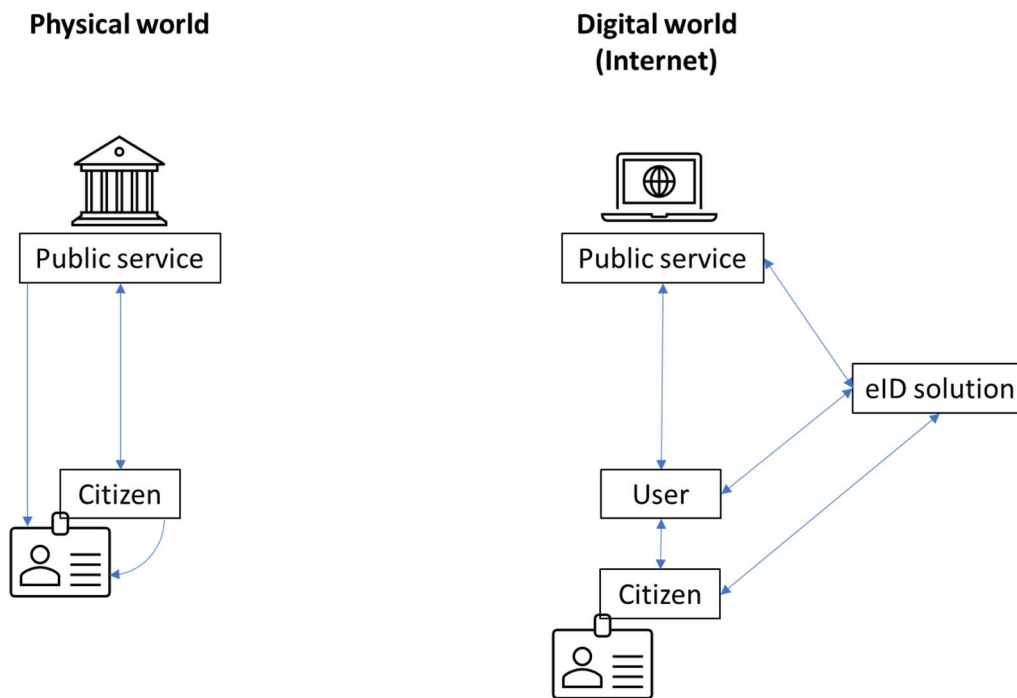 Physical world
Public service
Citizen
Digital world
(Internet)
Public service
eID solution
User
Citizen